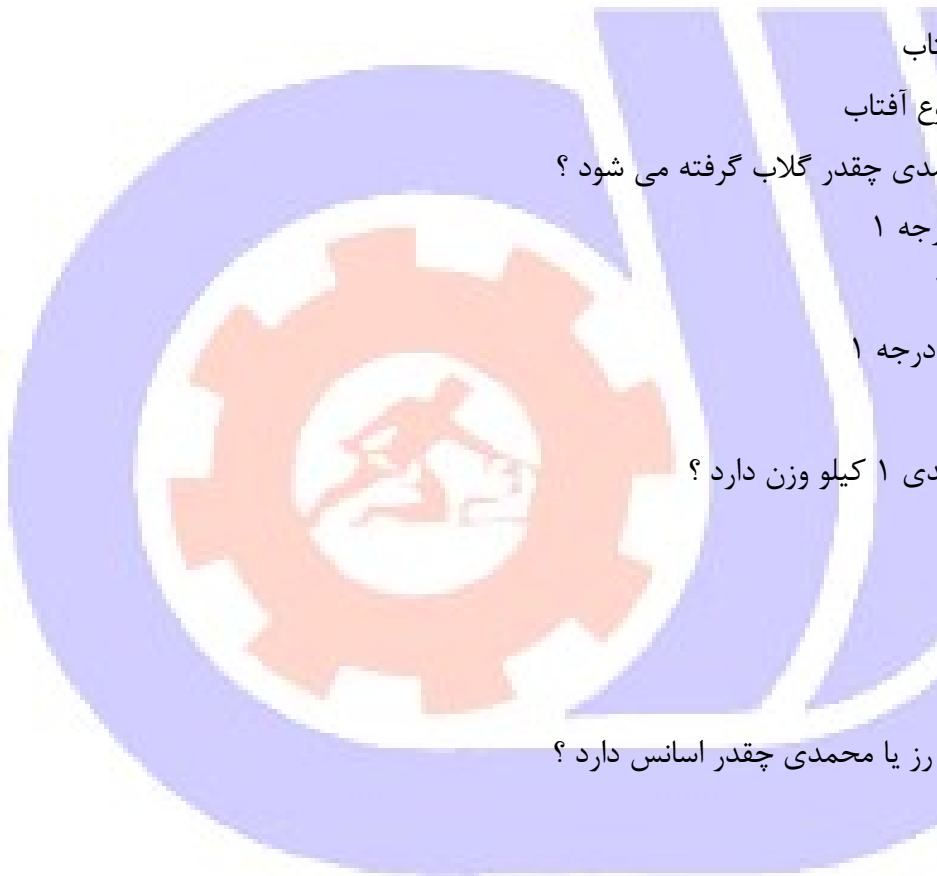 تاب
وع آفتاب
مدی چقدر گلاب گرفته می شود ؟
رجه ۱
درجه ۱
دی ۱ کیلو وزن دارد ؟
رز یا محمدی چقدر اسانس دارد ؟